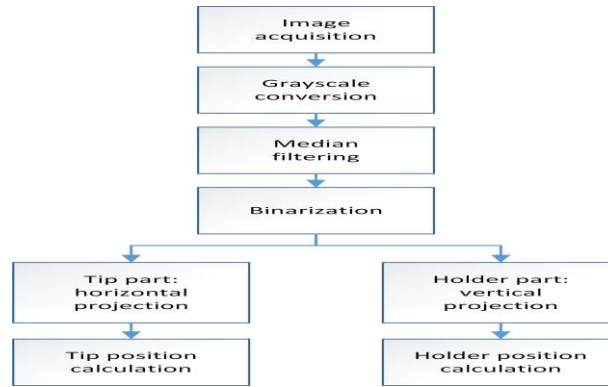 Image
acquisition
Grayscale
conversion
Median
filtering
Binarization
Tip part:
horizontal
projection
Holder part:
vertical
projection
Tip position
calculation
Holder position
calculation